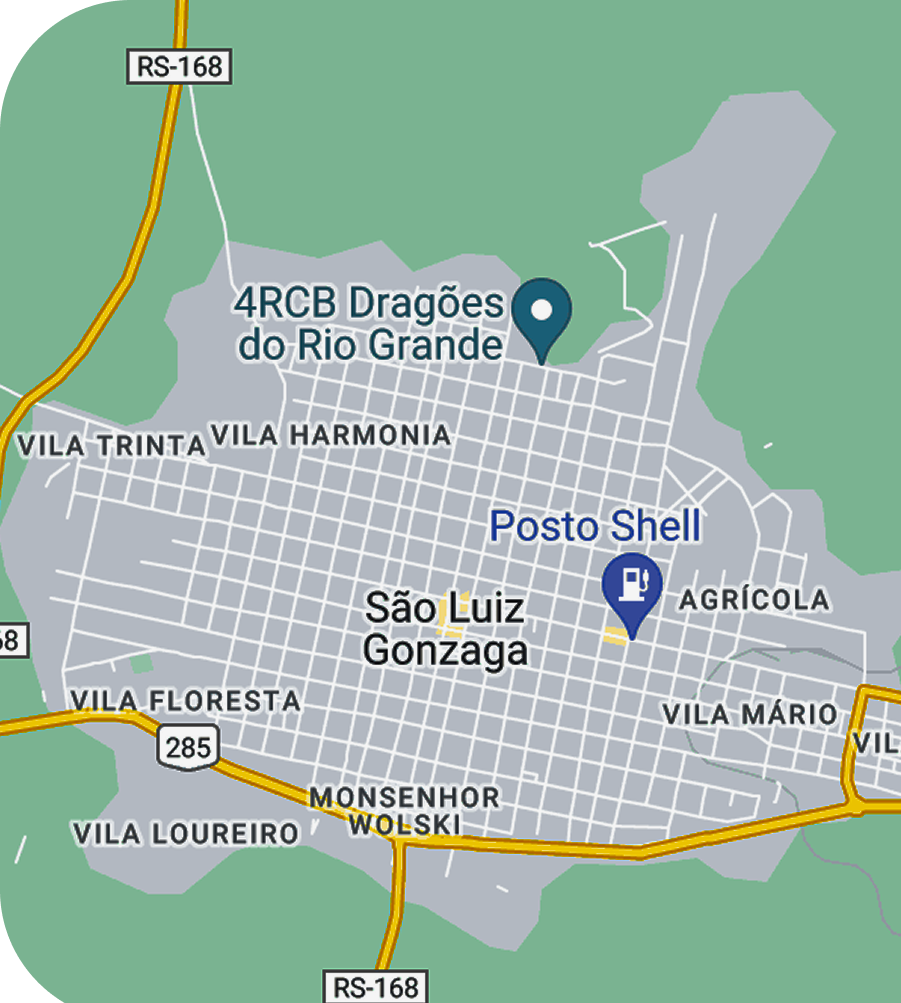 RS-168
4RCB Dragões
do Rio Grande
VILA TRINTA
VILA HARMONIA
Posto Shell
São Luiz
Gonzaga
AGRÍCOLA
68
VILA FLORESTA
VILA MÁRIO
285
VIL
MONSENHOR
WOLSKI
VILA LOUREIRO
RS-168